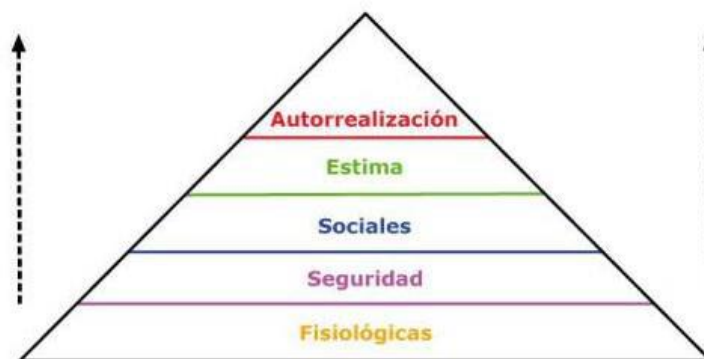 Autorrealización
Estima
Sociales
Seguridad
Fisiológicas